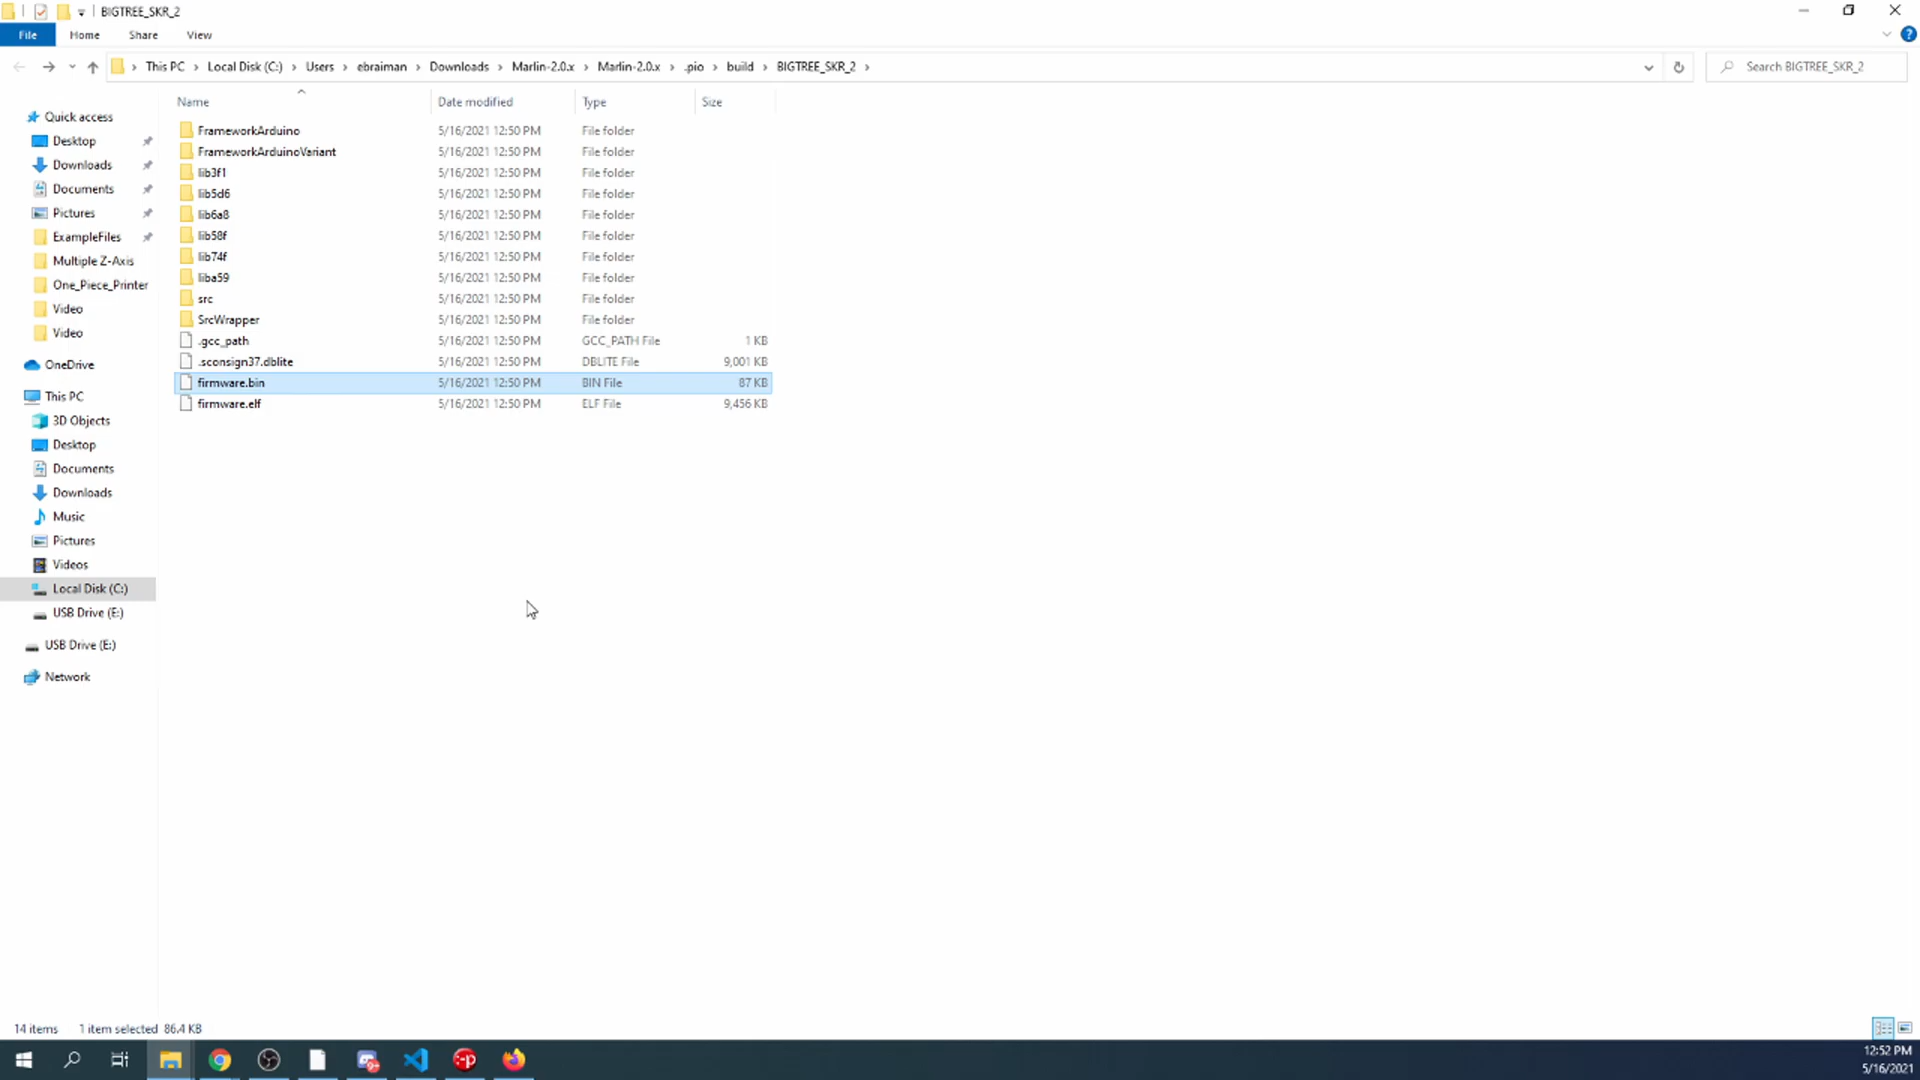 BIGTREE_SKR_2
File Home Share View
This PC Local Disk (C:) Users ebraiman Downloads Marlin-2.0.x Marlin-2.0.x .pio build BIGTREE_SKR_2
Search BIGTREE_SKR_2
Name Date modified Type Size
Quick access
Desktop
Downloads
Documents
Pictures
ExampleFiles
Multiple Z-Axis
One_Piece_Printer
Video
Video
OneDrive
This PC
3D Objects
Desktop
Documents
Downloads
Music
Pictures
Videos
Local Disk (C:)
USB Drive (E:)
USB Drive (E:)
Network
FrameworkArduino 5/16/2021 12:50 PM File folder
FrameworkArduinoVariant 5/16/2021 12:50 PM File folder
lib3f1 5/16/2021 12:50 PM File folder
lib5d6 5/16/2021 12:50 PM File folder
lib6a8 5/16/2021 12:50 PM File folder
lib58f 5/16/2021 12:50 PM File folder
lib74f 5/16/2021 12:50 PM File folder
liba59 5/16/2021 12:50 PM File folder
src 5/16/2021 12:50 PM File folder
SrcWrapper 5/16/2021 12:50 PM File folder
.gcc_path 5/16/2021 12:50 PM GCC_PATH File 1 KB
.sconsign37.dblite 5/16/2021 12:50 PM DBLITE File 9,001 KB
firmware.bin 5/16/2021 12:50 PM BIN File 87 KB
firmware.elf 5/16/2021 12:50 PM ELF File 9,456 KB
14 items 1 item selected 86.4 KB
12:52 PM
5/16/2021